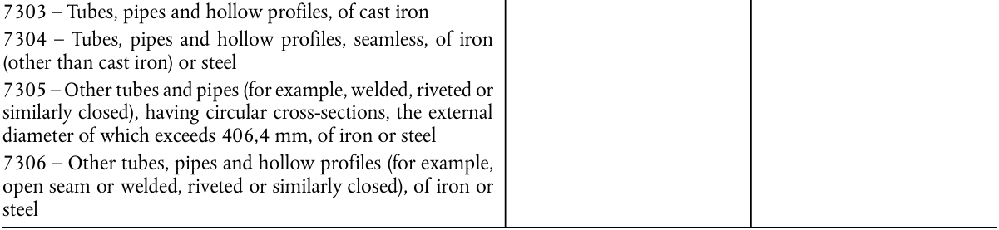 7303 – Tubes, pipes and hollow profiles, of cast iron
7304 – Tubes, pipes and hollow profiles, seamless, of iron
(other than cast iron) or steel
7305 – Other tubes and pipes (for example, welded, riveted or
similarly closed), having circular cross-sections, the external
diameter of which exceeds 406,4 mm, of iron or steel
7306 – Other tubes, pipes and hollow profiles (for example,
open seam or welded, riveted or similarly closed), of iron or
steel